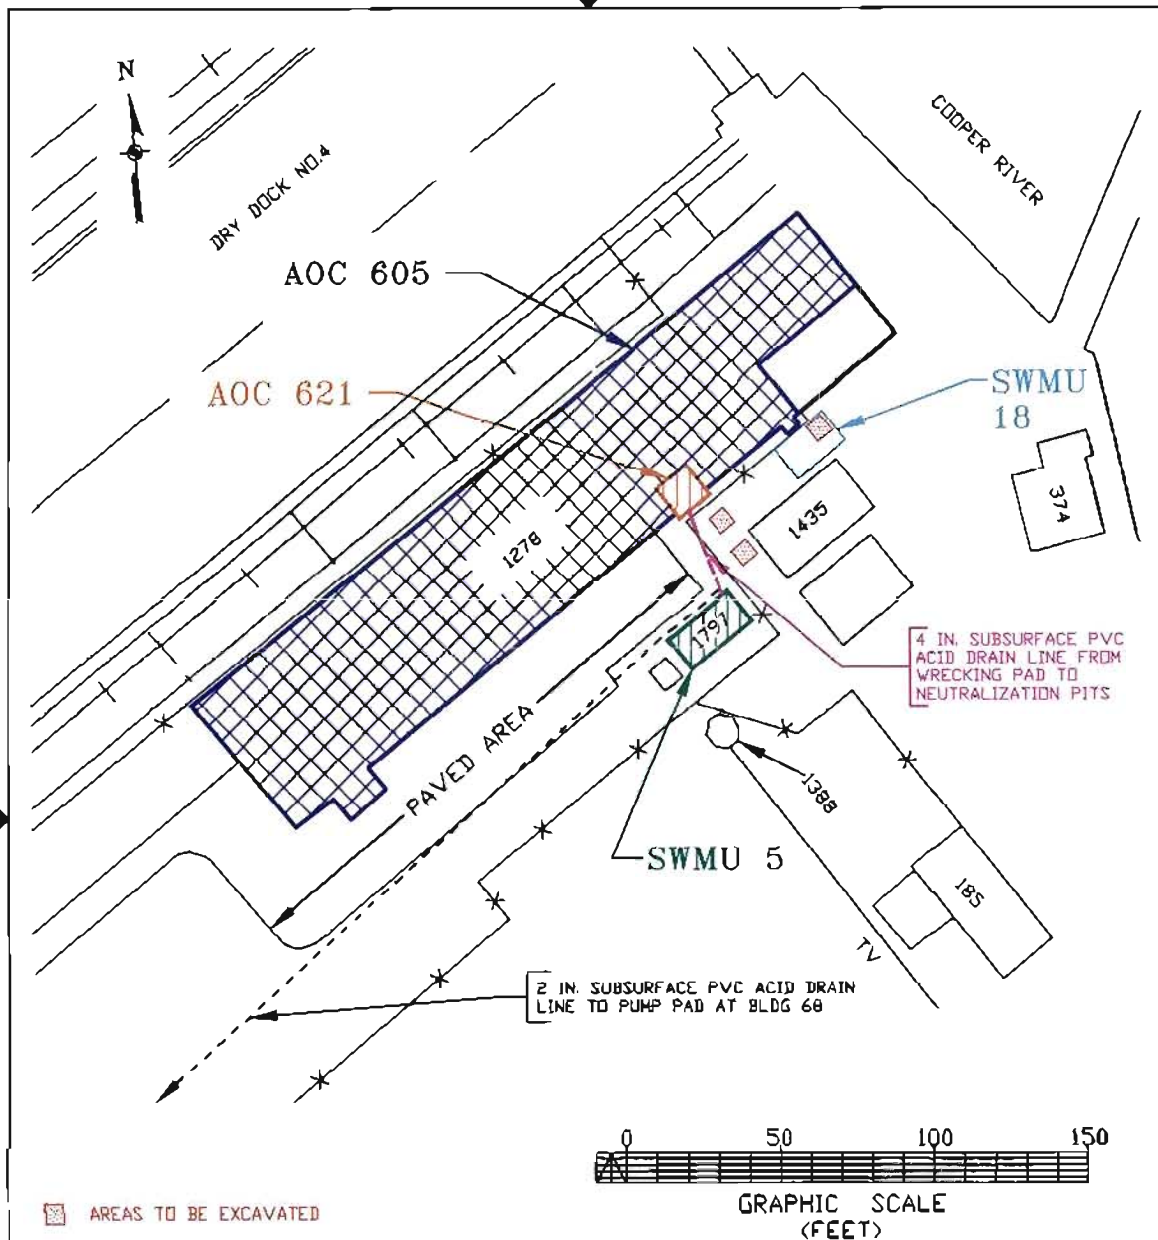 N
COOPER RIVER
DRY DOCK NO.4
AOC 605
AOC 621
SWMU
18
374
1435
1278
1797
4 IN. SUBSURFACE PVC
ACID DRAIN LINE FROM
WRECKING PAD TO
NEUTRALIZATION PITS
PAVED AREA
1388
SWMU 5
185
TV
2 IN. SUBSURFACE PVC ACID DRAIN
LINE TO PUMP PAD AT BLDG 68
0 50 100 150
GRAPHIC SCALE
(FEET)
AREAS TO BE EXCAVATED